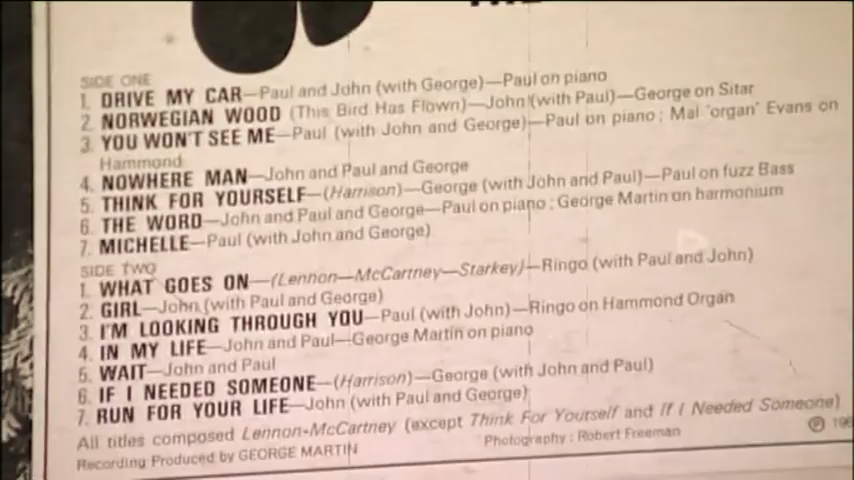 SIDE ONE
1. DRIVE MY CAR—Paul and John (with George)—Paul on piano
2. NORWEGIAN WOOD (This Bird Has Flown)—John (with Paul)—George on Sitar
3. YOU WON'T SEE ME—Paul (with John and George)—Paul on piano; Mal 'organ' Evans on
Hammond
4. NOWHERE MAN—John and Paul and George
5. THINK FOR YOURSELF—(Harrison)—George (with John and Paul)—Paul on fuzz Bass
6. THE WORD—John and Paul and George—Paul on piano; George Martin on harmonium
7. MICHELLE—Paul (with John and George)
SIDE TWO
1. WHAT GOES ON—(Lennon—McCartney—Starkey)—Ringo (with Paul and John)
2. GIRL—John (with Paul and George)
3. I'M LOOKING THROUGH YOU—Paul (with John)—Ringo on Hammond Organ
4. IN MY LIFE—John and Paul—George Martin on piano
5. WAIT—John and Paul
6. IF I NEEDED SOMEONE—(Harrison)—George (with John and Paul)
7. RUN FOR YOUR LIFE—John (with Paul and George)
All titles composed Lennon-McCartney (except Think For Yourself and If I Needed Someone)
Recording Produced by GEORGE MARTIN Photography: Robert Freeman ℗ 196